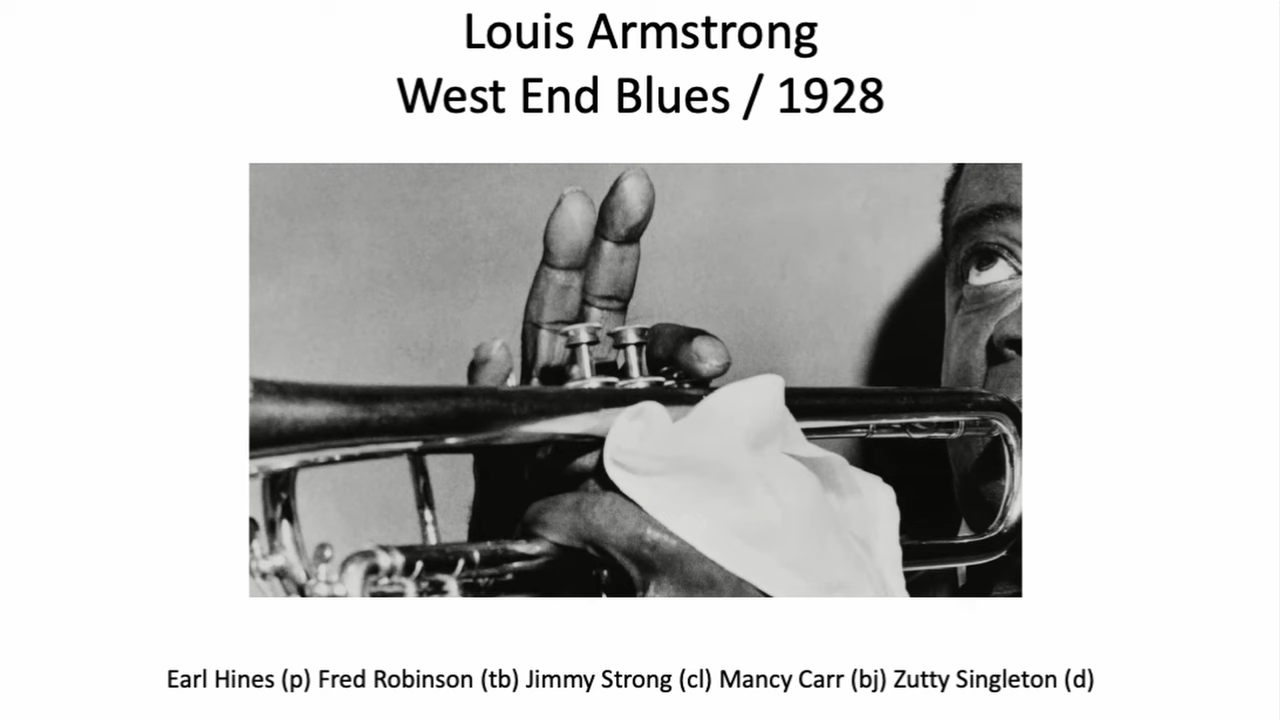 Louis Armstrong
West End Blues / 1928
Earl Hines (p) Fred Robinson (tb) Jimmy Strong (cl) Mancy Carr (bj) Zutty Singleton (d)